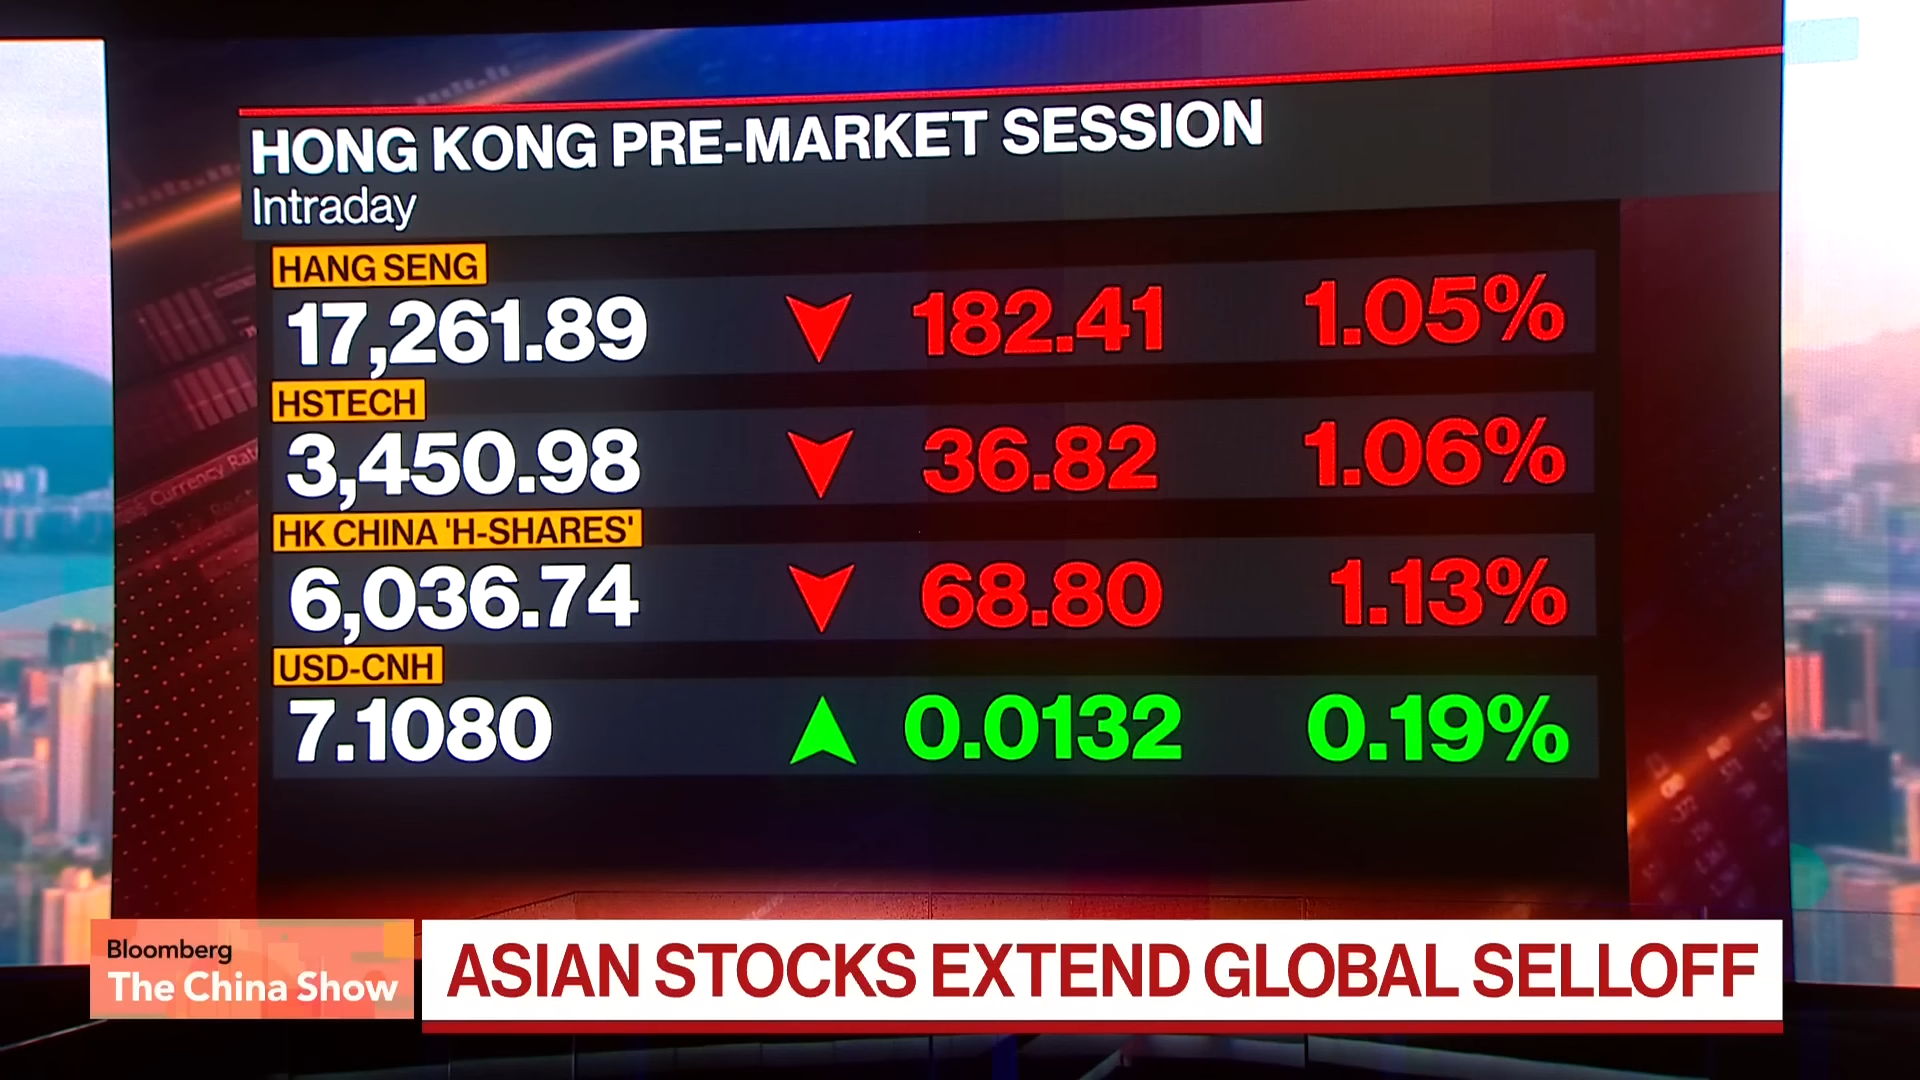 HONG KONG PRE-MARKET SESSION
Intraday
HANG SENG
17,261.89 ▼ 182.41 1.05%
HSTECH
3,450.98 ▼ 36.82 1.06%
HK CHINA 'H-SHARES'
6,036.74 ▼ 68.80 1.13%
USD-CNH
7.1080 ▲ 0.0132 0.19%
Currency Rat
Bloomberg
The China Show
ASIAN STOCKS EXTEND GLOBAL SELLOFF